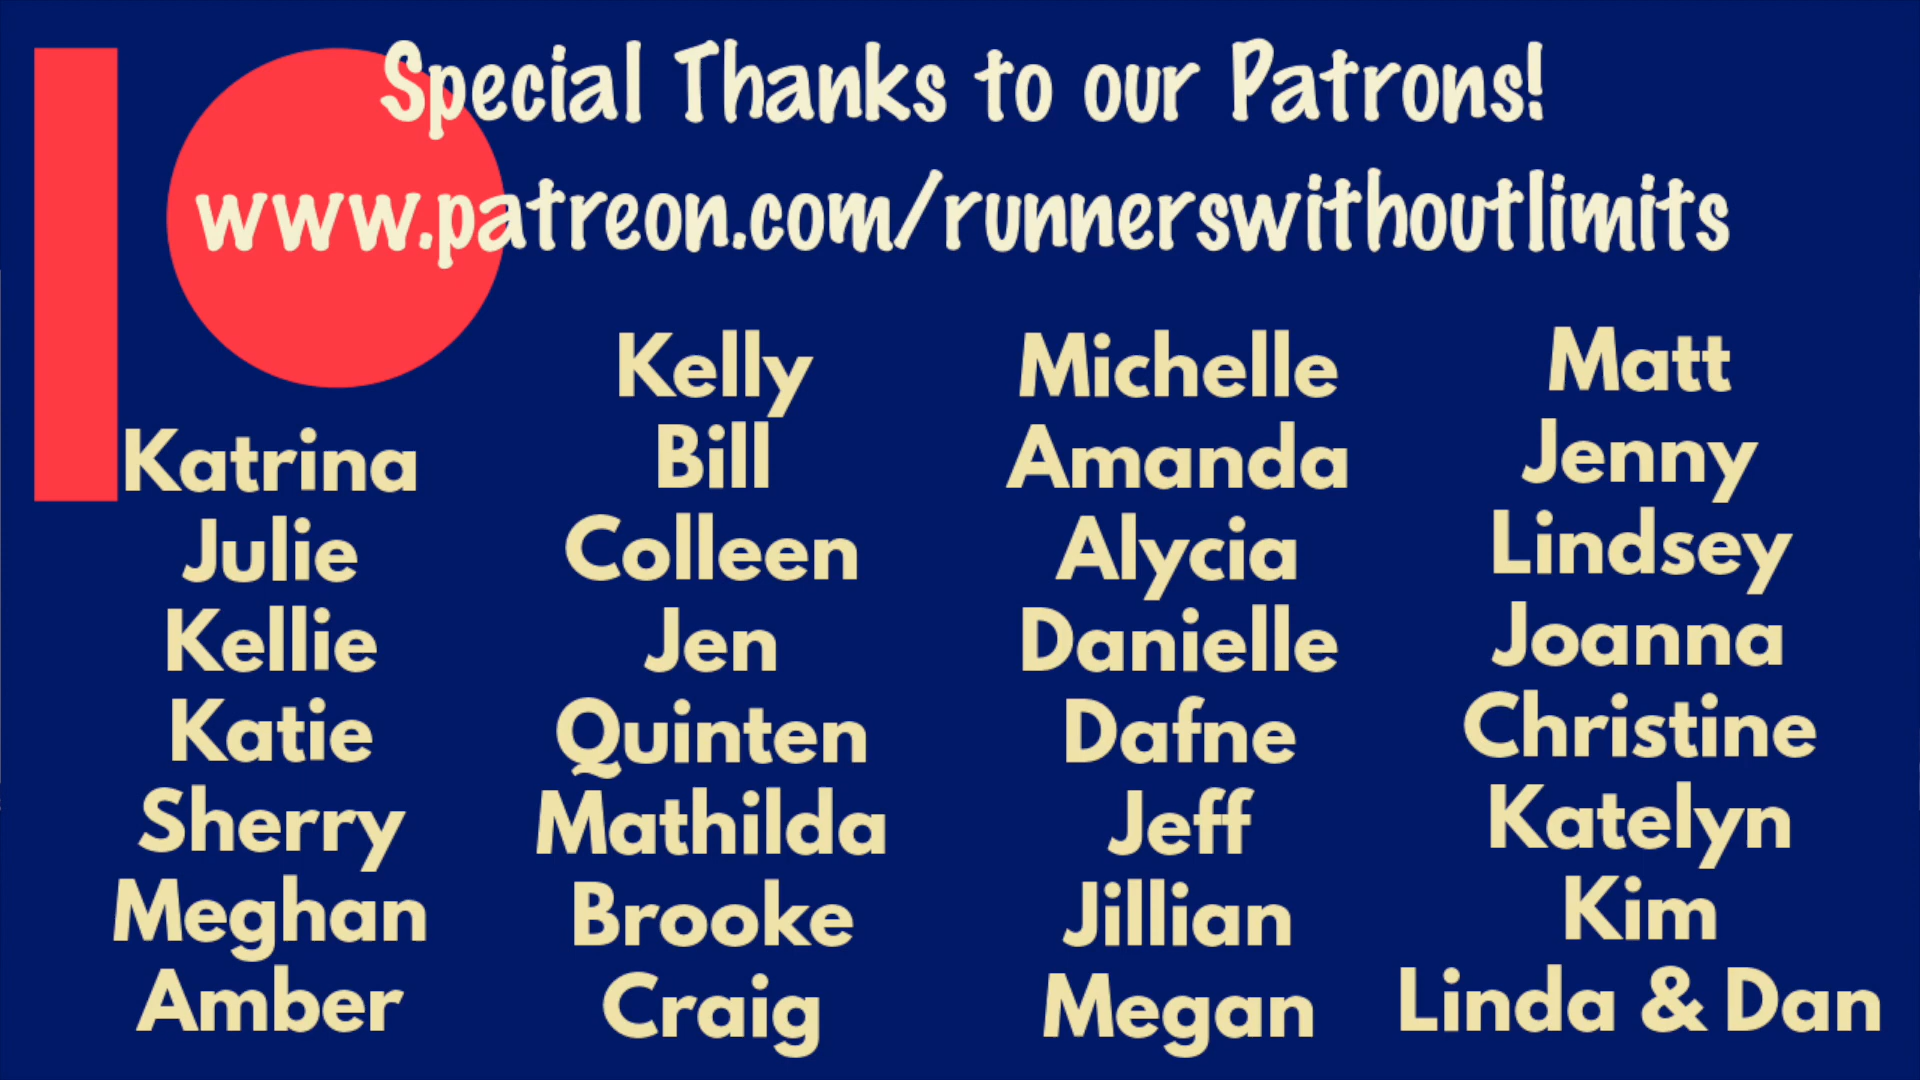 Special Thanks to our Patrons!
www.patreon.com/runnerswithoutlimits
Katrina
Julie
Kellie
Katie
Sherry
Meghan
Amber
Kelly
Bill
Colleen
Jen
Quinten
Mathilda
Brooke
Craig
Michelle
Amanda
Alycia
Danielle
Dafne
Jeff
Jillian
Megan
Matt
Jenny
Lindsey
Joanna
Christine
Katelyn
Kim
Linda & Dan